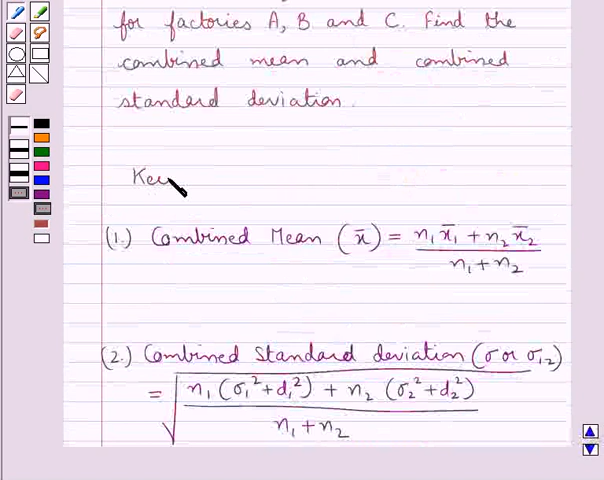 for factories A, B and C. Find the
combined mean and combined
standard deviation.
Key
(1.) Combined Mean (x̄) = n₁x̄₁ + n₂x̄₂ / n₁ + n₂
(2.) Combined Standard deviation (σ or σ₁₂)
= √(n₁(σ₁² + d₁²) + n₂(σ₂² + d₂²) / n₁ + n₂)